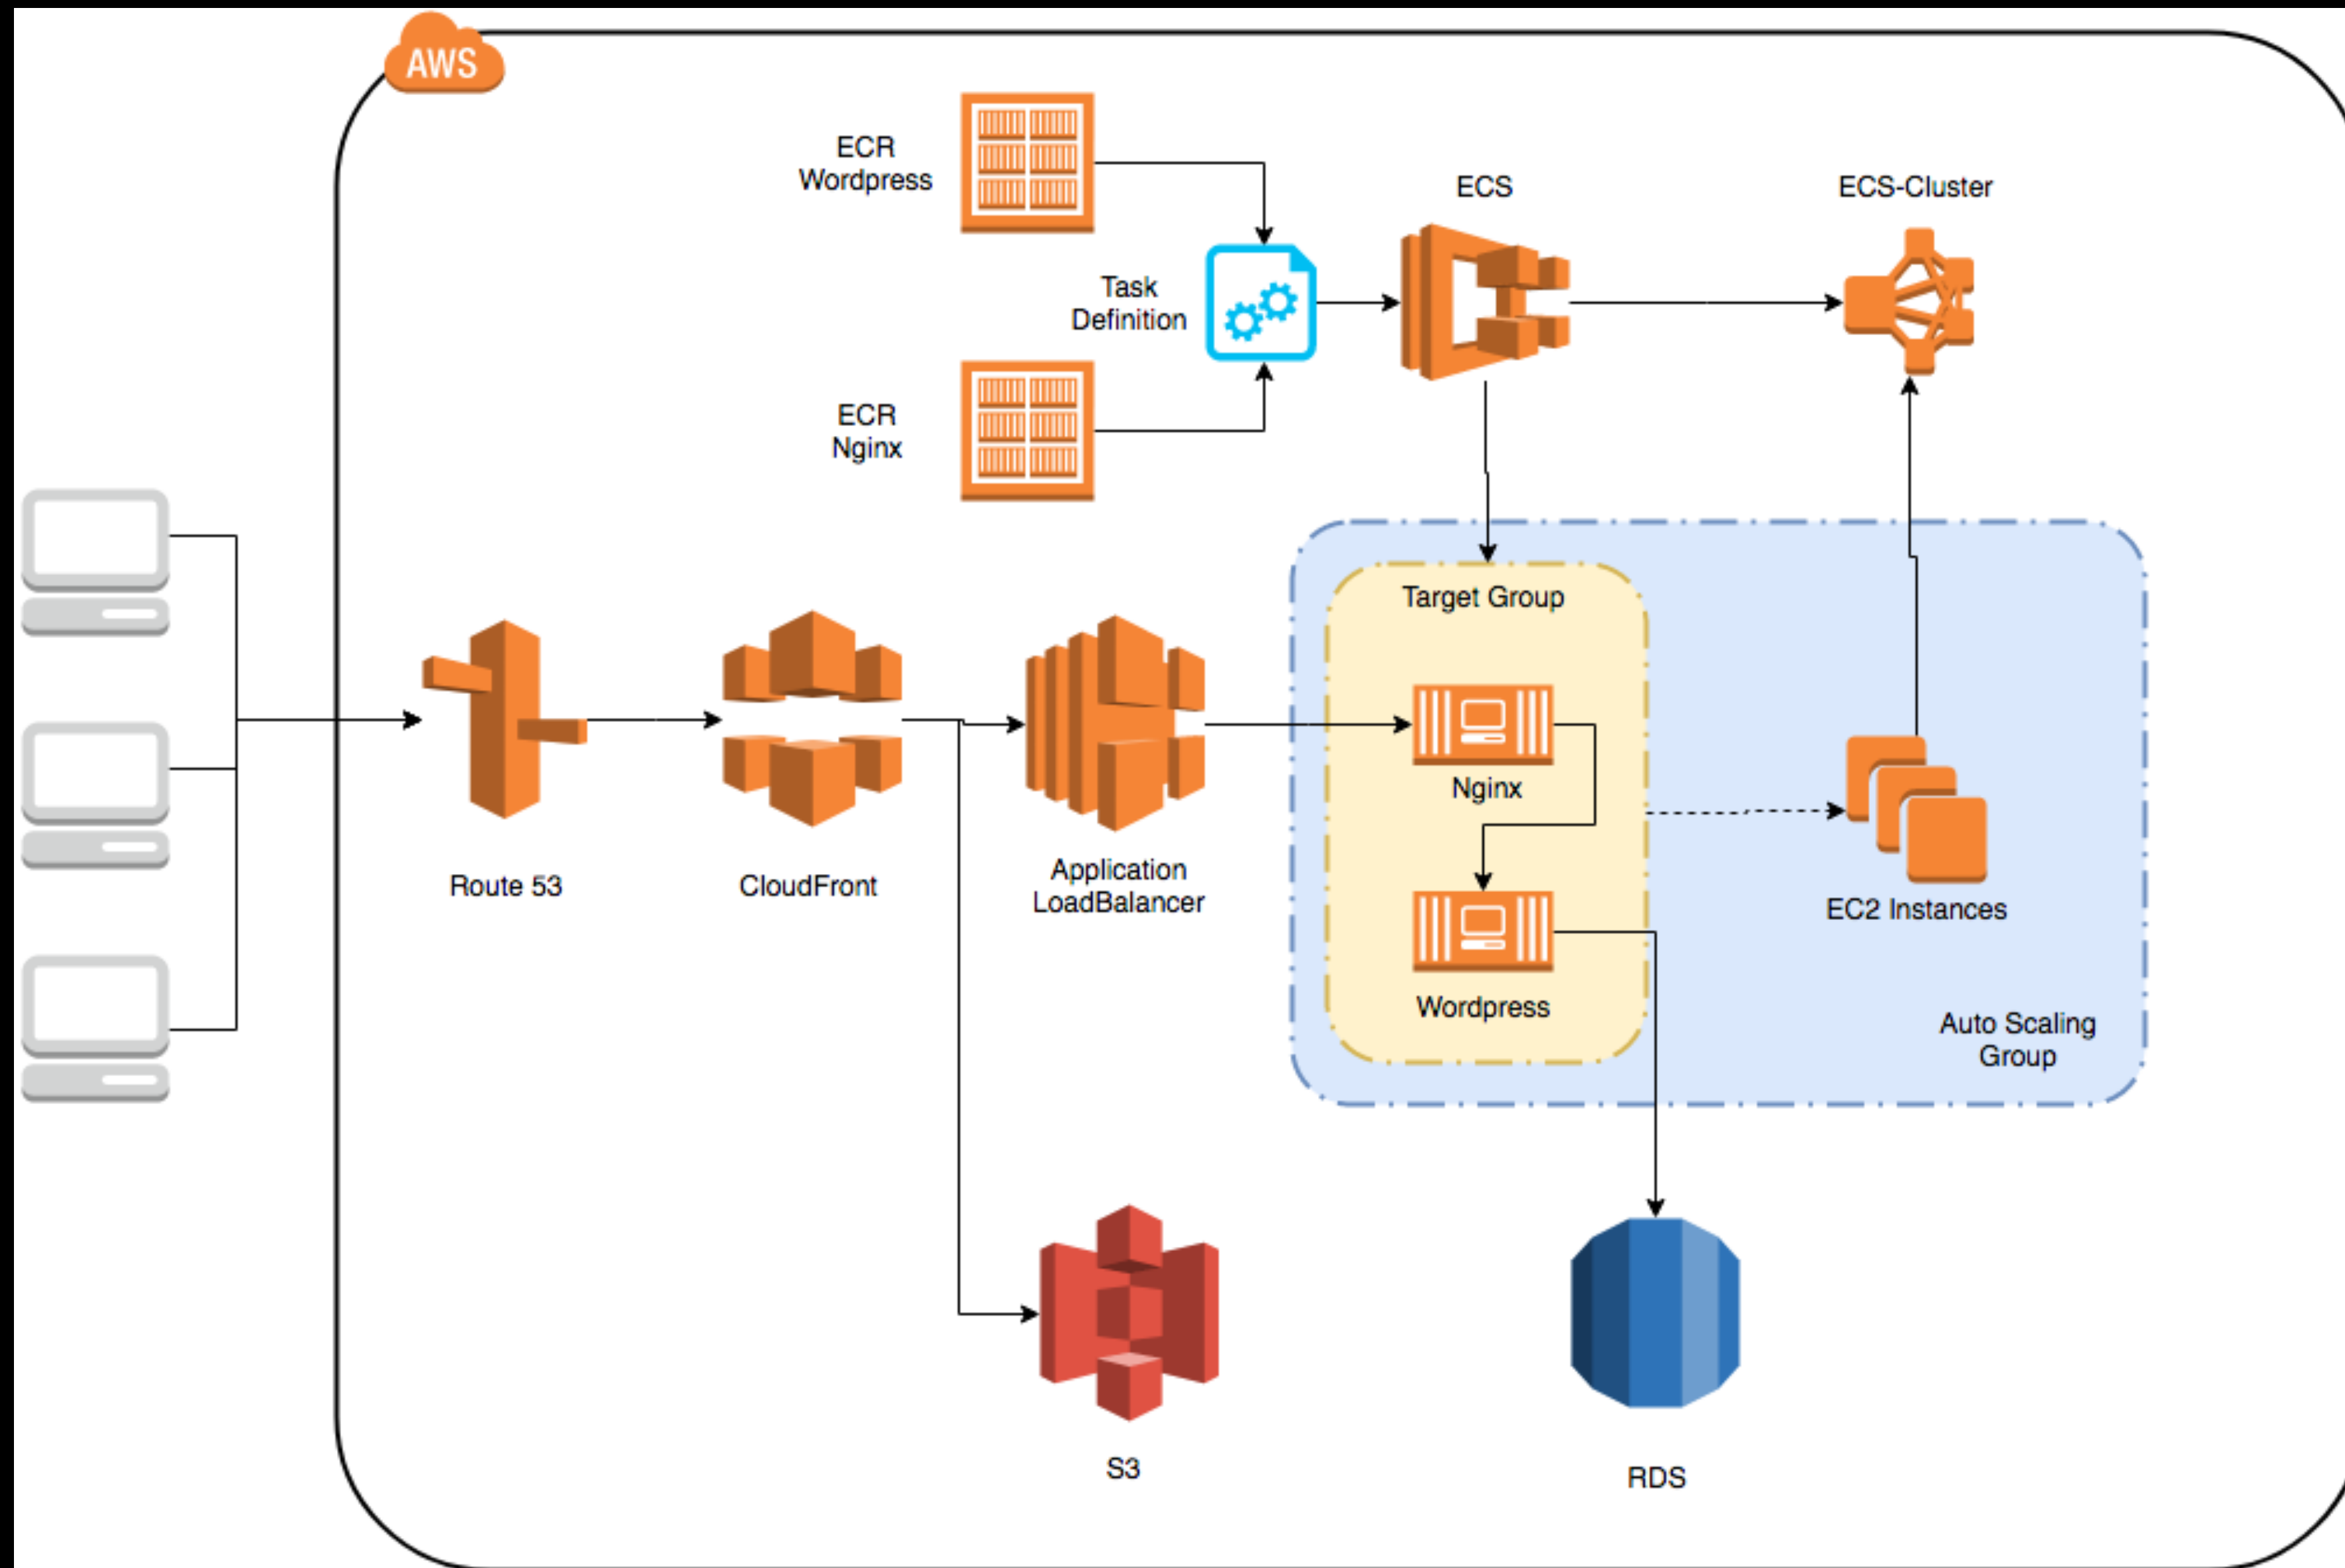 AWS
ECR
Wordpress
ECS
ECS-Cluster
Task
Definition
ECR
Nginx
Target Group
Nginx
Route 53
CloudFront
Application
LoadBalancer
EC2 Instances
Wordpress
Auto Scaling
Group
S3
RDS